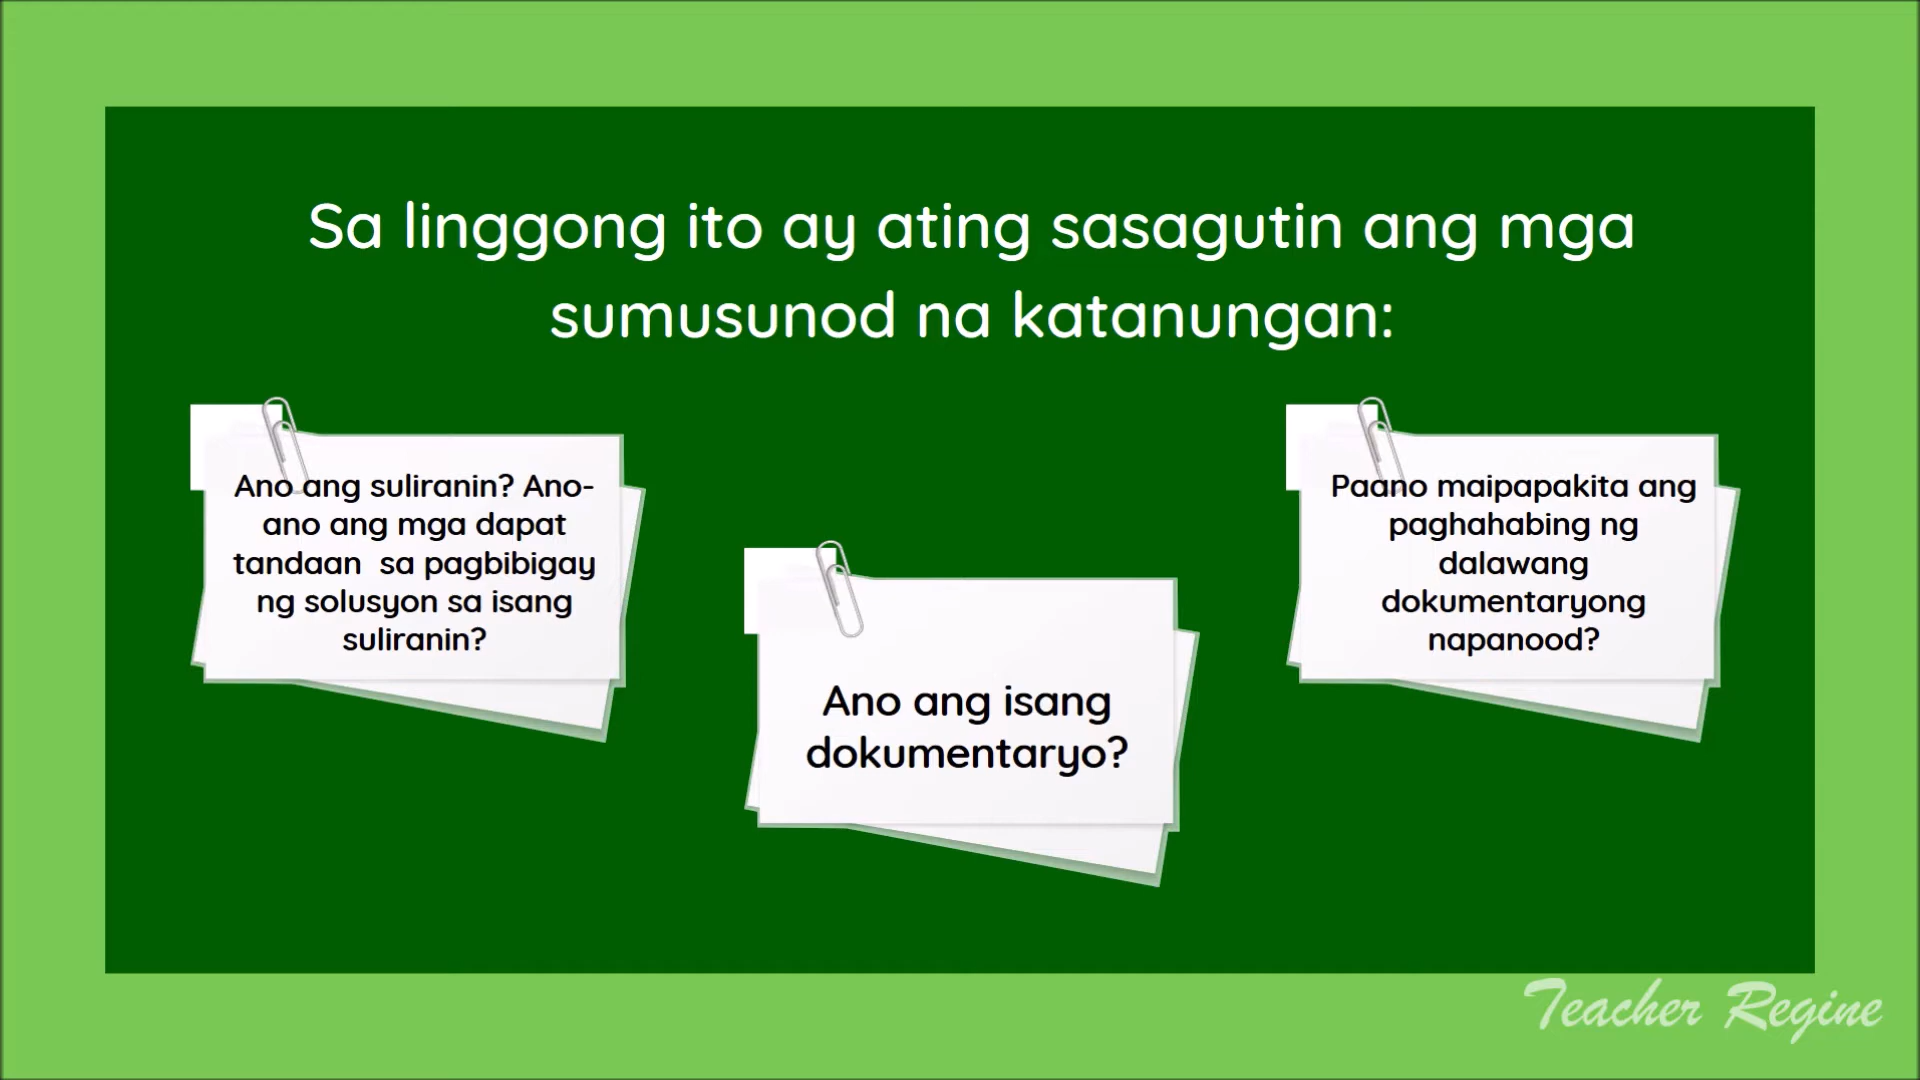 Sa linggong ito ay ating sasagutin ang mga
sumusunod na katanungan:
Ano ang suliranin? Ano-
ano ang mga dapat
tandaan  sa pagbibigay
ng solusyon sa isang
suliranin?
Ano ang isang
dokumentaryo?
Paano maipapakita ang
paghahabing ng
dalawang
dokumentaryong
napanood?
Teacher Regine